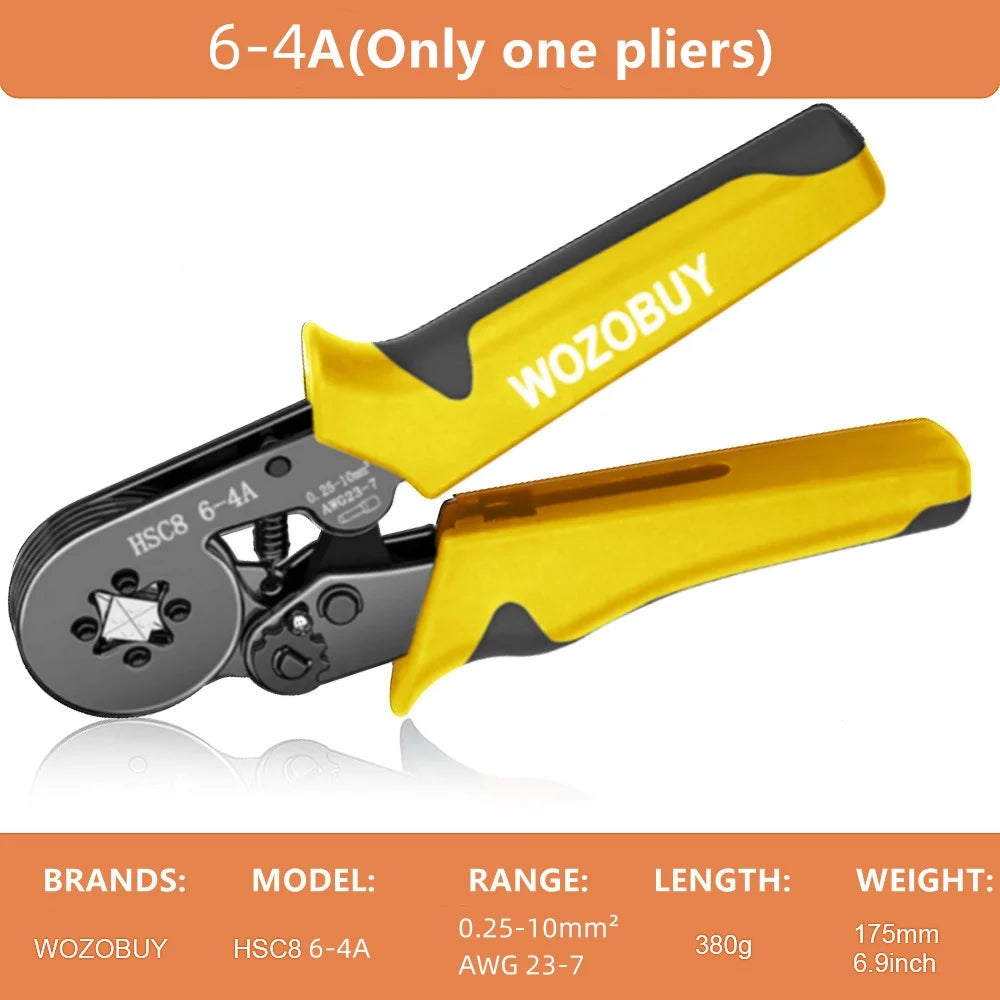 6-4A(Only one pliers)
WOZOBUY
HSC8 6-4A
0.25-10mm²
AWG23-7
BRANDS: MODEL: RANGE: LENGTH: WEIGHT:
WOZOBUY HSC8 6-4A 0.25-10mm² 380g 175mm
AWG 23-7 6.9inch